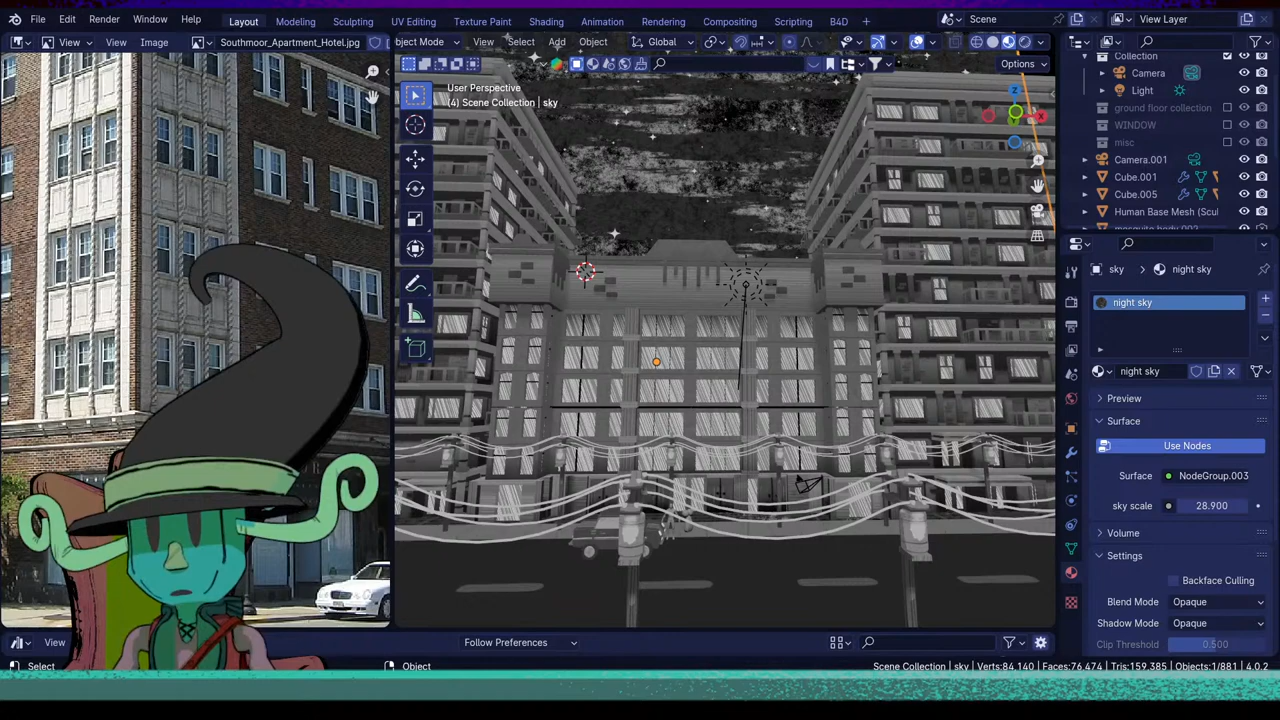 File Edit Render Window Help
Layout Modeling Sculpting UV Editing Texture Paint Shading Animation Rendering Compositing Scripting B4D +
Scene
View Layer
View View Image Southmoor_Apartment_Hotel.jpg
bject Mode View Select Add Object Global
Options
User Perspective
(4) Scene Collection | sky
Z
X
Collection
Camera
Light
ground floor collection
WINDOW
misc
Camera.001
Cube.001
Cube.005
Human Base Mesh (Scul
sky > night sky
night sky
night sky
Preview
Surface
Use Nodes
Surface NodeGroup.003
sky scale 28.900
Volume
Settings
Backface Culling
Blend Mode Opaque
Shadow Mode Opaque
Clip Threshold 0.500
View
Follow Preferences
Select
Object
Scene Collection | sky | Verts:84,140 | Faces:76,474 | Tris:159,385 | Objects:1/881 | 4.0.2